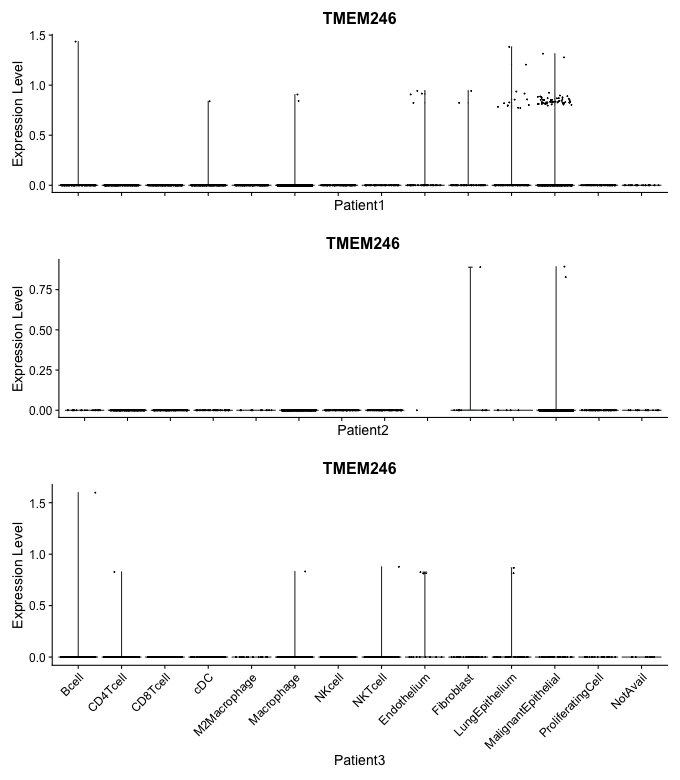 TMEM246
Expression Level
1.5
1.0
0.5
0.0
Patient1
TMEM246
Expression Level
0.75
0.50
0.25
0.00
Patient2
TMEM246
Expression Level
1.5
1.0
0.5
0.0
Bcell
CD4Tcell
CD8Tcell
cDC
M2Macrophage
Macrophage
NKcell
NKTcell
Endothelium
Fibroblast
LungEpithelium
MalignantEpithelial
ProliferatingCell
NotAvail
Patient3